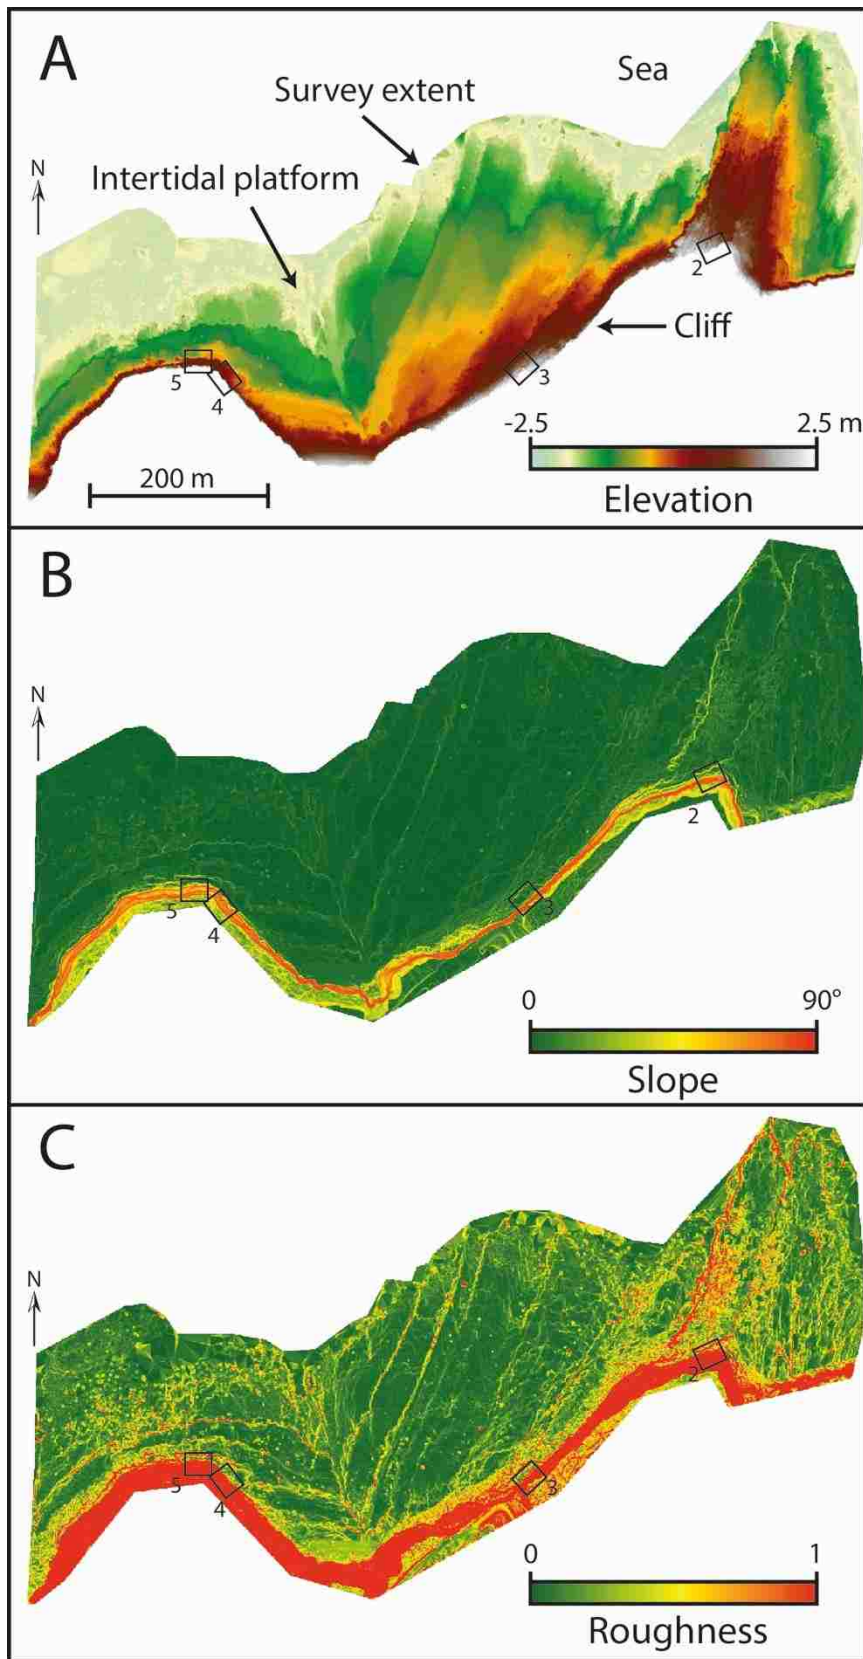 A
Sea
Survey extent
N
Intertidal platform
2
Cliff
3
5
4
-2.5 2.5 m
200 m
Elevation
B
N
2
5
3
4
0 90°
Slope
C
N
2
3
5
4
0 1
Roughness